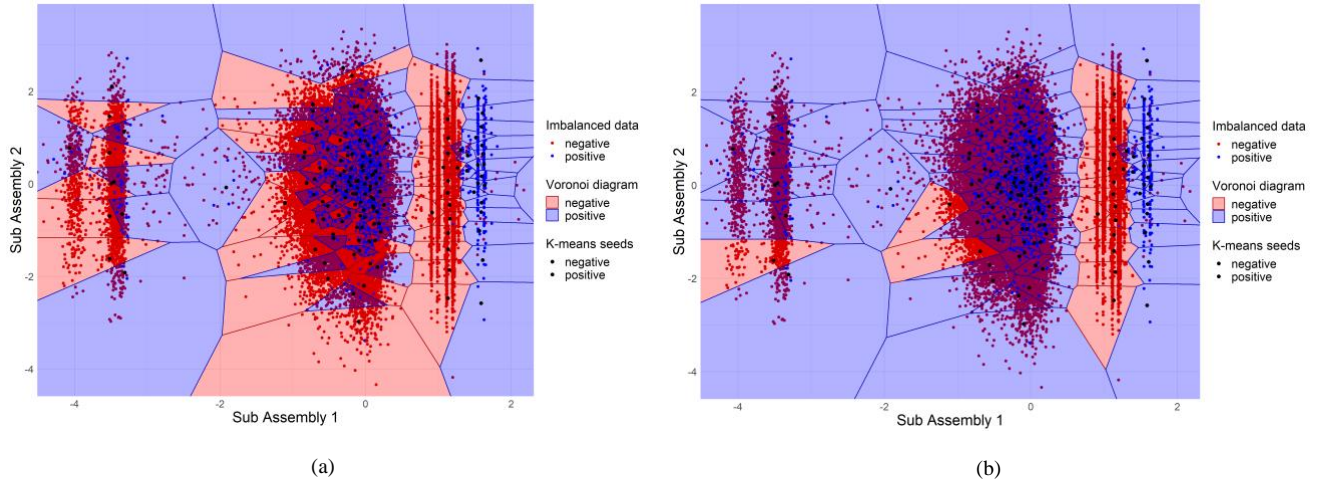 2
0
-2
-4
Sub Assembly 2
-4
-2
0
2
Sub Assembly 1
Imbalanced data
negative
positive
Voronoi diagram
negative
positive
K-means seeds
negative
positive
(a)
2
0
-2
-4
Sub Assembly 2
-4
-2
0
2
Sub Assembly 1
Imbalanced data
negative
positive
Voronoi diagram
negative
positive
K-means seeds
negative
positive
(b)